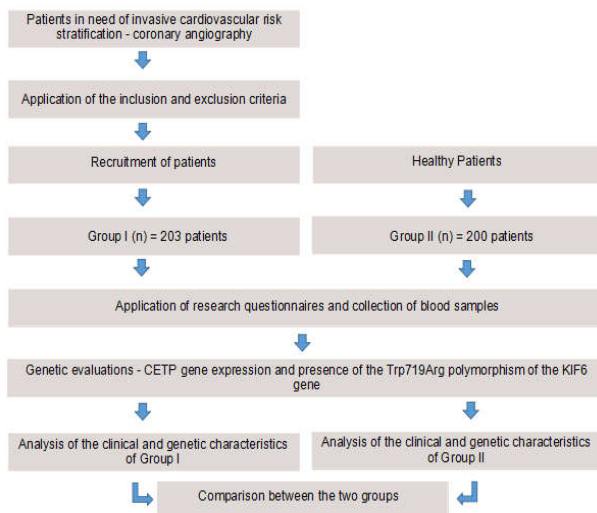 Patients in need of invasive cardiovascular risk
stratification - coronary angiography
Application of the inclusion and exclusion criteria
Recruitment of patients
Healthy Patients
Group I (n) = 203 patients
Group II (n) = 200 patients
Application of research questionnaires and collection of blood samples
Genetic evaluations - CETP gene expression and presence of the Trp719Arg polymorphism of the KIF6
gene
Analysis of the clinical and genetic characteristics
of Group I
Analysis of the clinical and genetic characteristics
of Group II
Comparison between the two groups